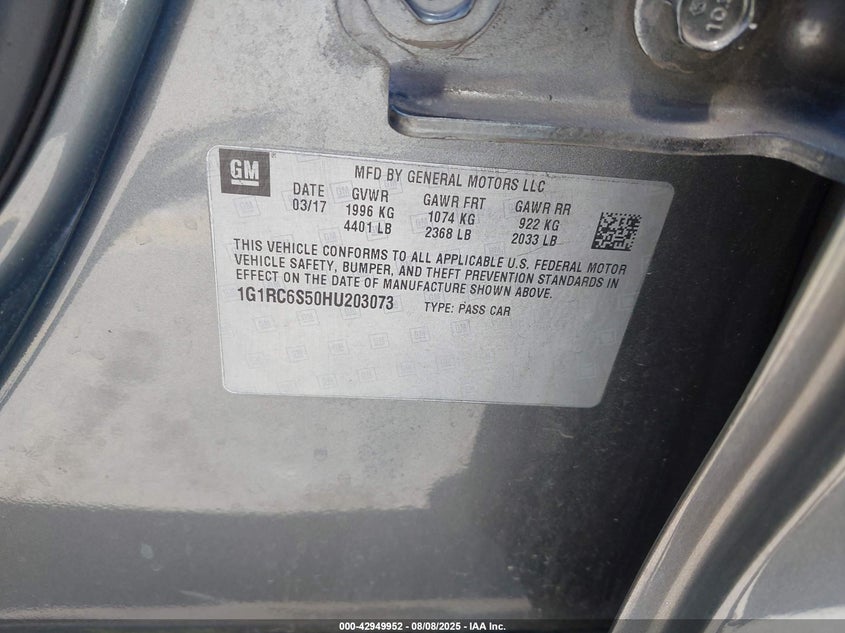 GM
MFD BY GENERAL MOTORS LLC
DATE GVWR GAWR FRT GAWR RR
03/17 1996 KG 1074 KG 922 KG
4401 LB 2368 LB 2033 LB
THIS VEHICLE CONFORMS TO ALL APPLICABLE U.S. FEDERAL MOTOR
VEHICLE SAFETY, BUMPER, AND THEFT PREVENTION STANDARDS IN
EFFECT ON THE DATE OF MANUFACTURE SHOWN ABOVE.
1G1RC6S50HU203073 TYPE: PASS CAR
000-42949952 - 08/08/2025 - IAA Inc.